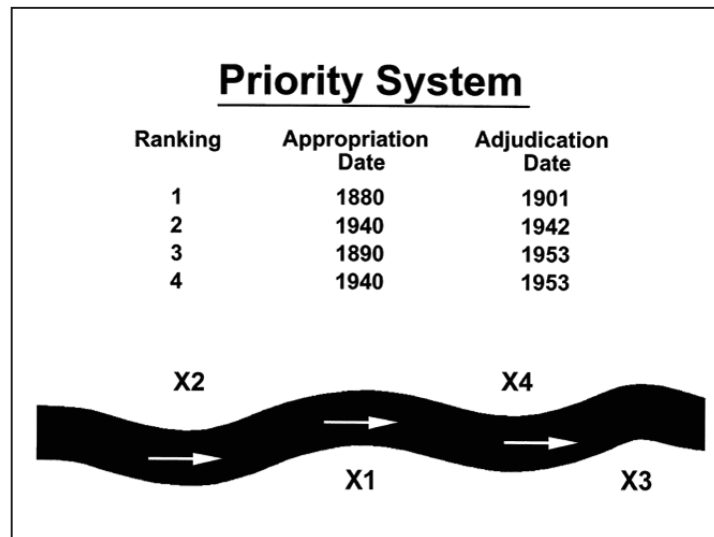 Priority System
Ranking Appropriation Date Adjudication Date
1 1880 1901
2 1940 1942
3 1890 1953
4 1940 1953
X2 X4
X1 X3